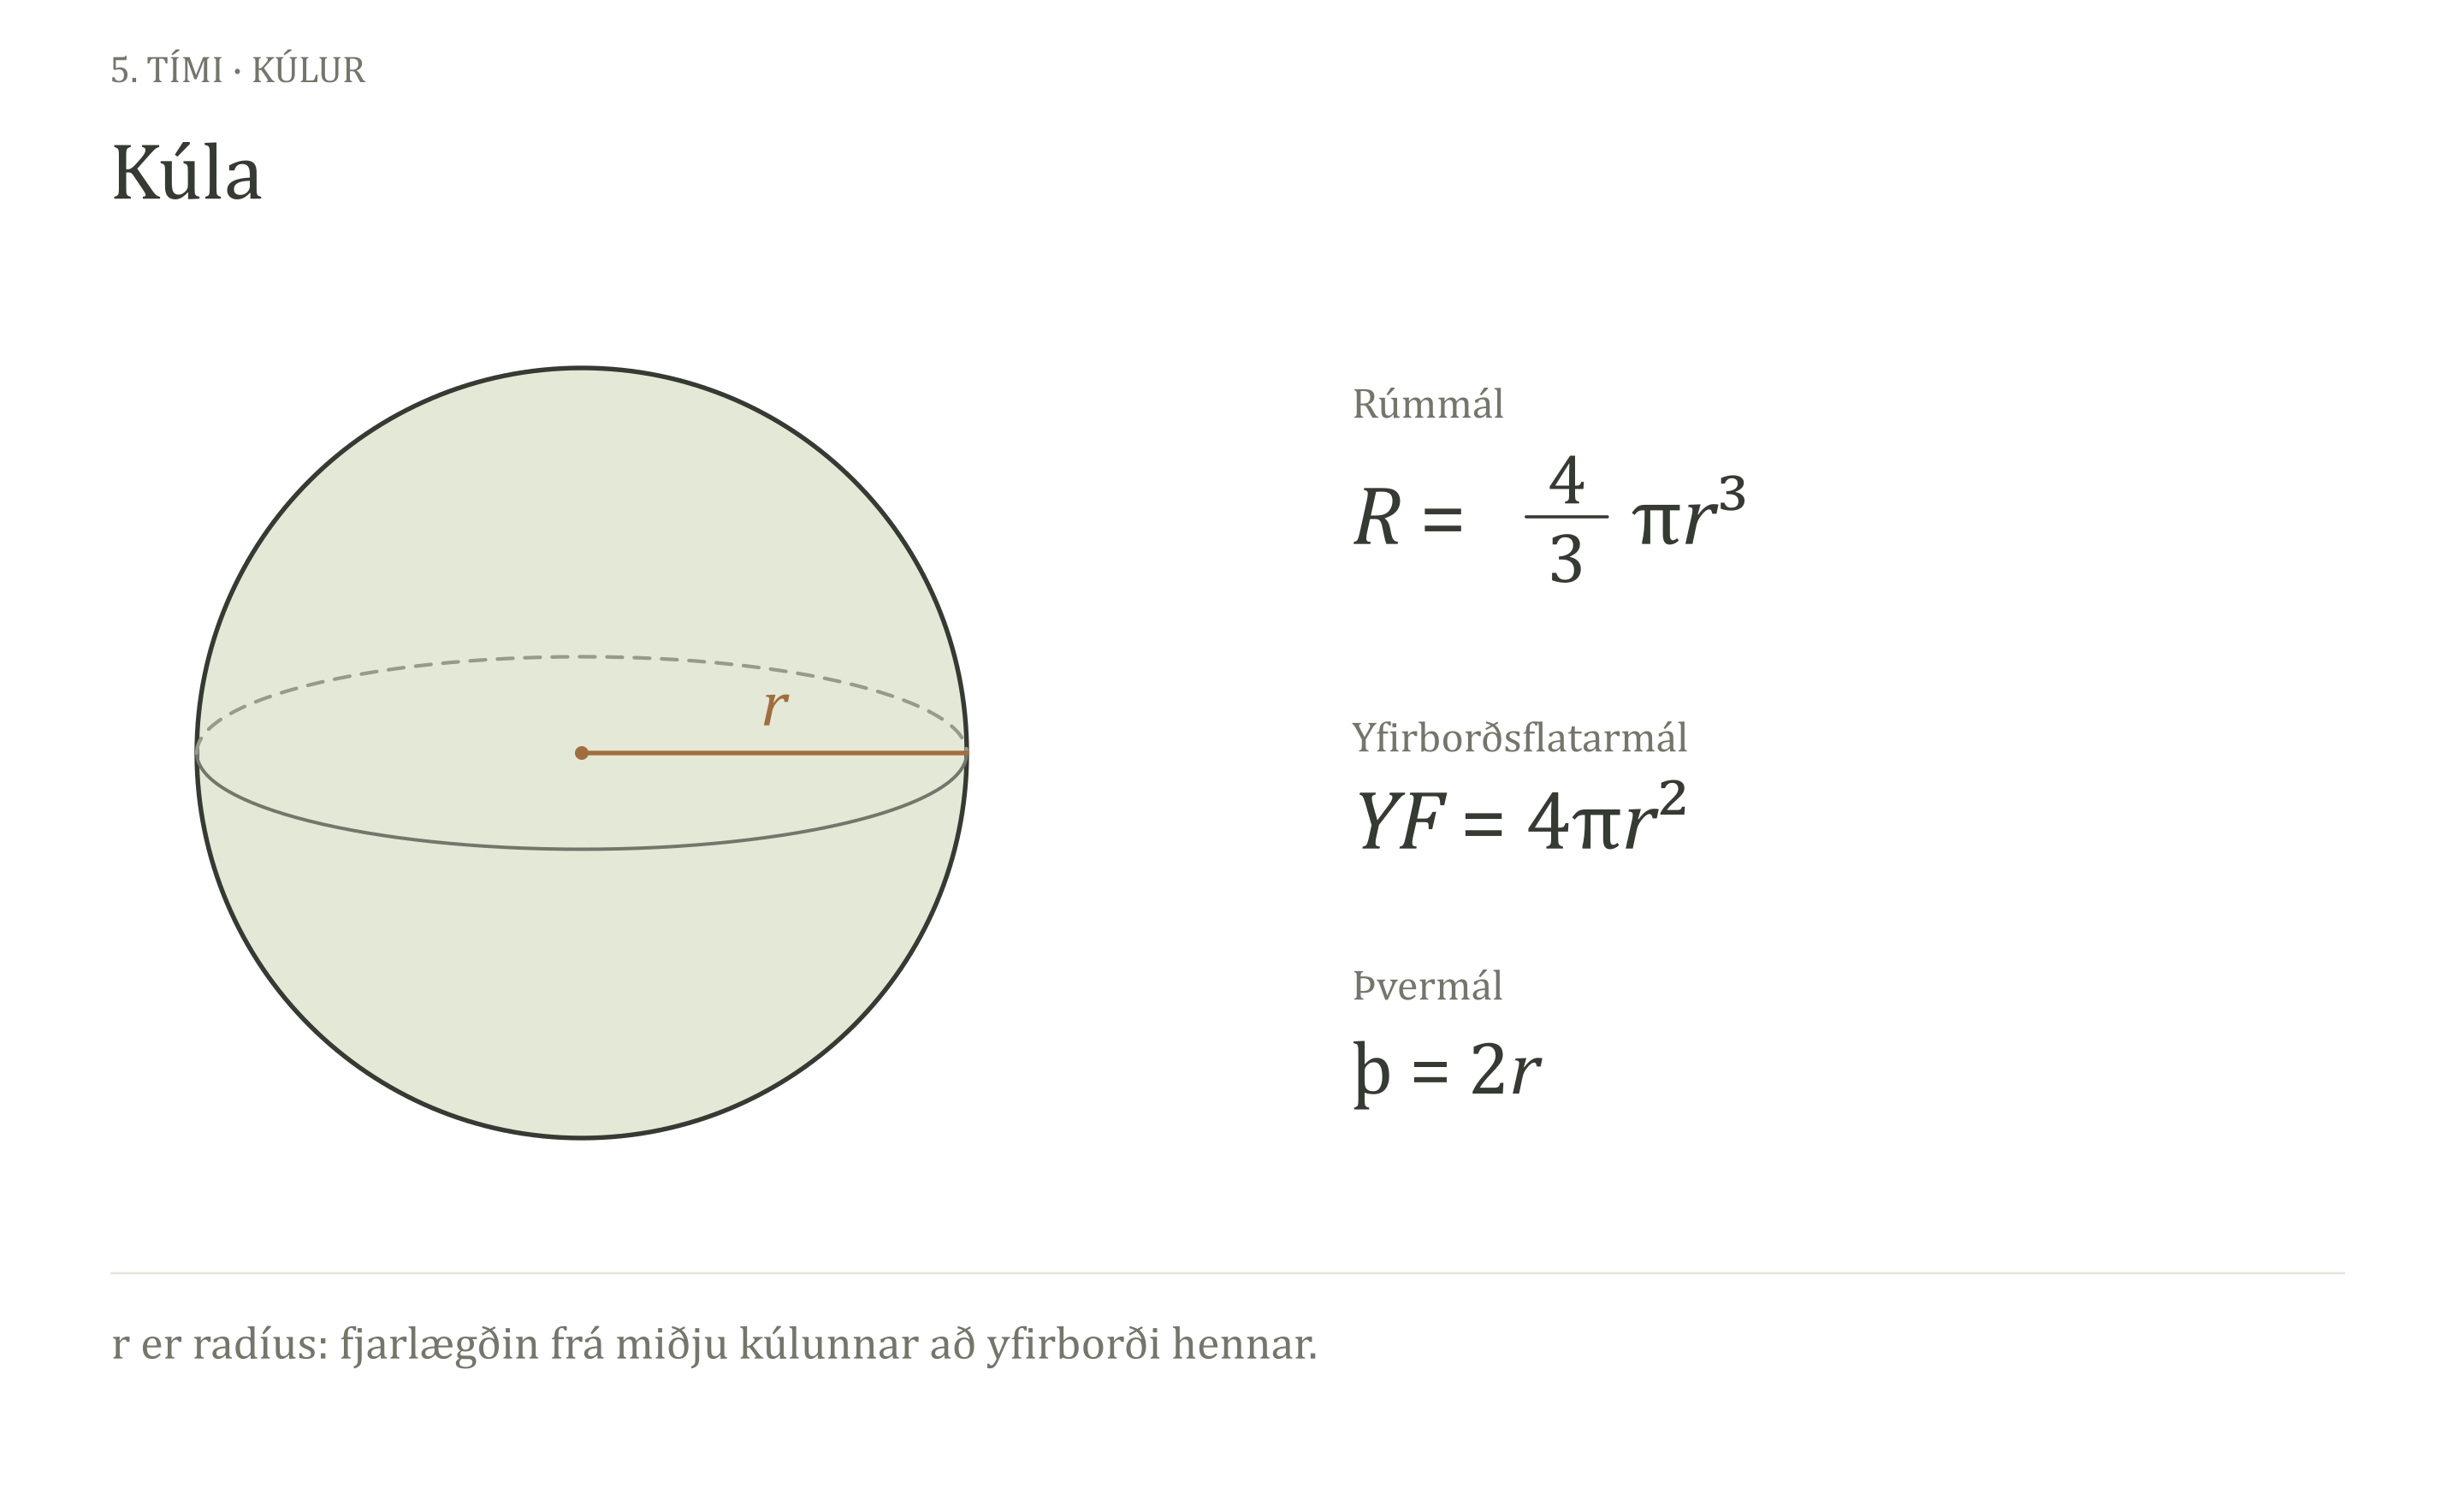 5. TÍMI · KÚLUR
Kúla
r
Rúmmál
R = 4/3 πr³
Yfirborðsflatarmál
YF = 4πr²
Þvermál
þ = 2r
r er radíus: fjarlægðin frá miðju kúlunnar að yfirborði hennar.